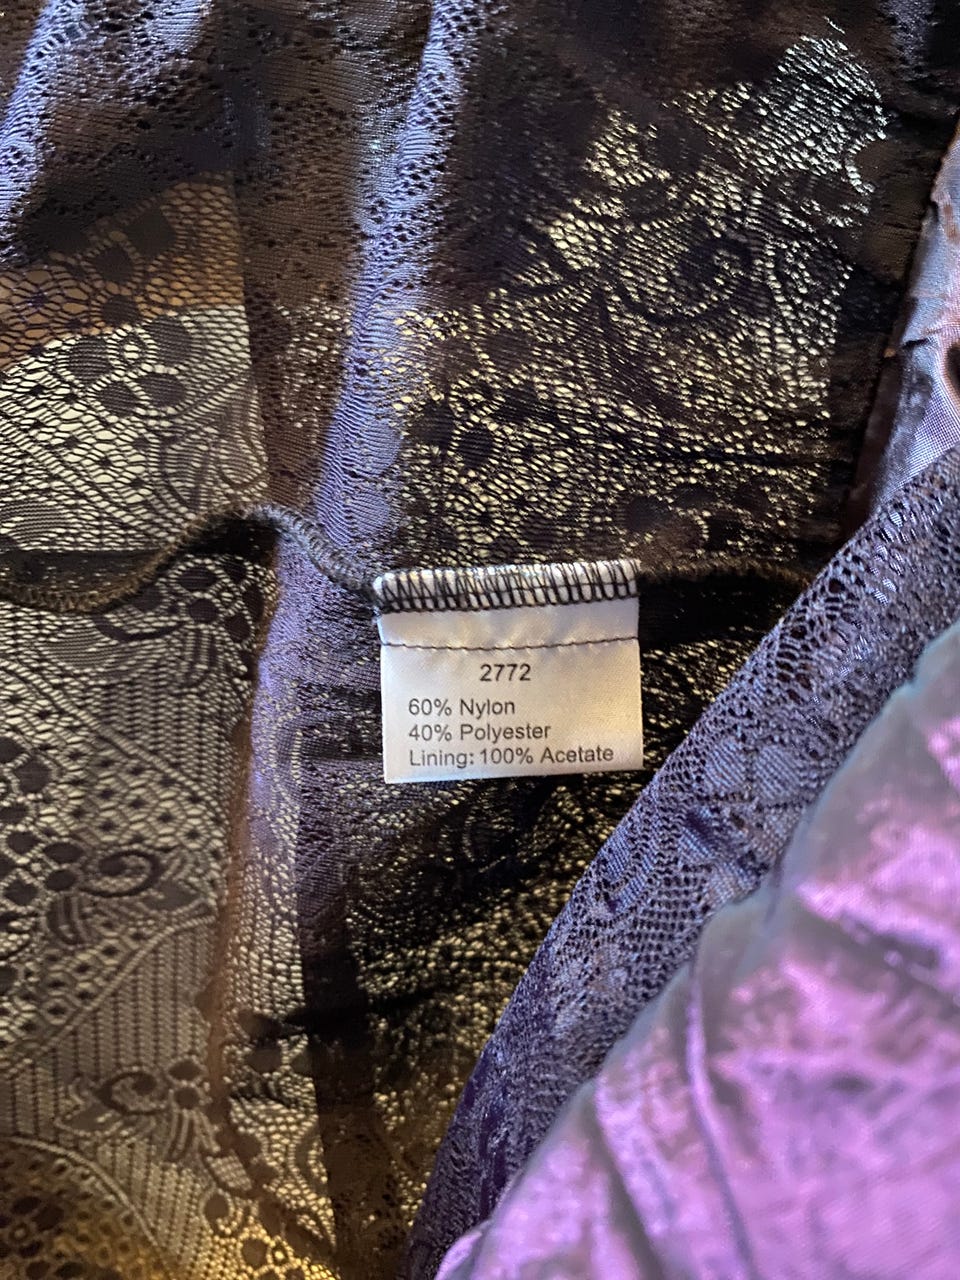 2772
60% Nylon
40% Polyester
Lining: 100% Acetate